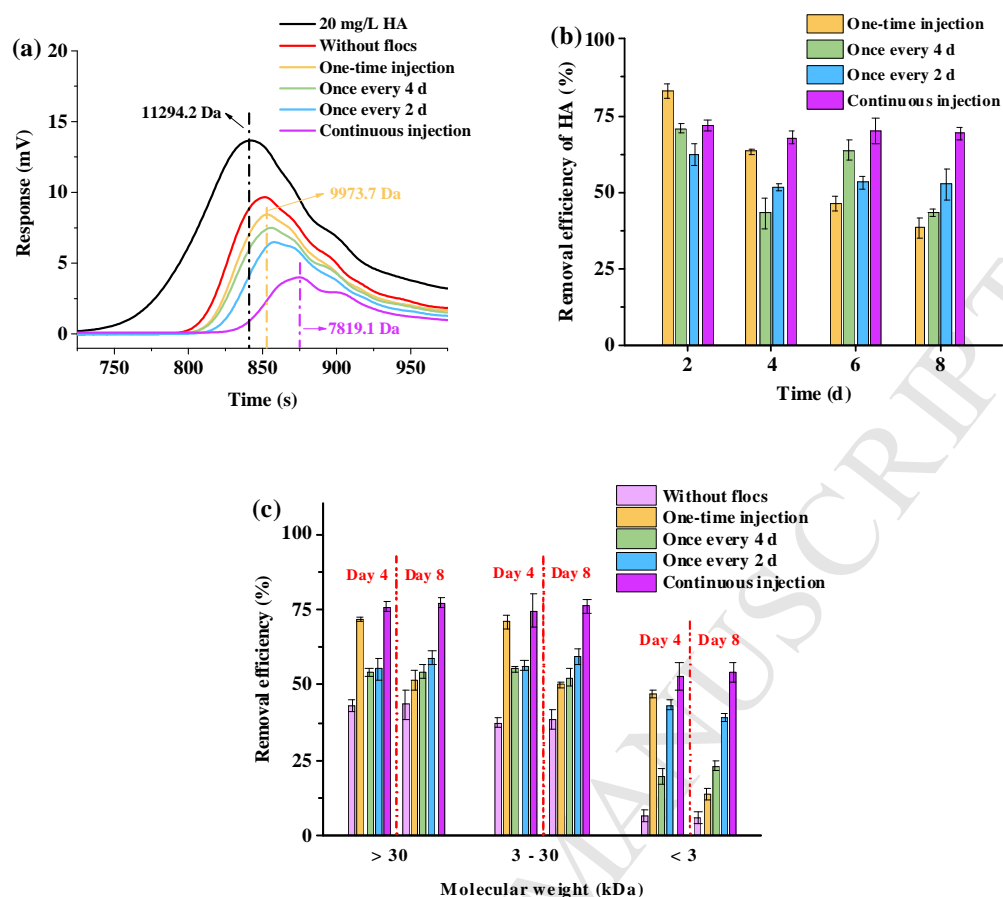 (a)
20 mg/L HA
Without flocs
One-time injection
Once every 4 d
Once every 2 d
Continuous injection
11294.2 Da
9973.7 Da
7819.1 Da
Response (mV)
20
15
10
5
0
750 800 850 900 950
Time (s)
(b)
One-time injection
Once every 4 d
Once every 2 d
Continuous injection
Removal efficiency of HA (%)
100
75
50
25
0
2 4 6 8
Time (d)
(c)
Without flocs
One-time injection
Once every 4 d
Once every 2 d
Continuous injection
Removal efficiency (%)
100
75
50
25
0
Day 4 Day 8
Day 4 Day 8
Day 4 Day 8
> 30 3 - 30 < 3
Molecular weight (kDa)
MANUSCRIPT